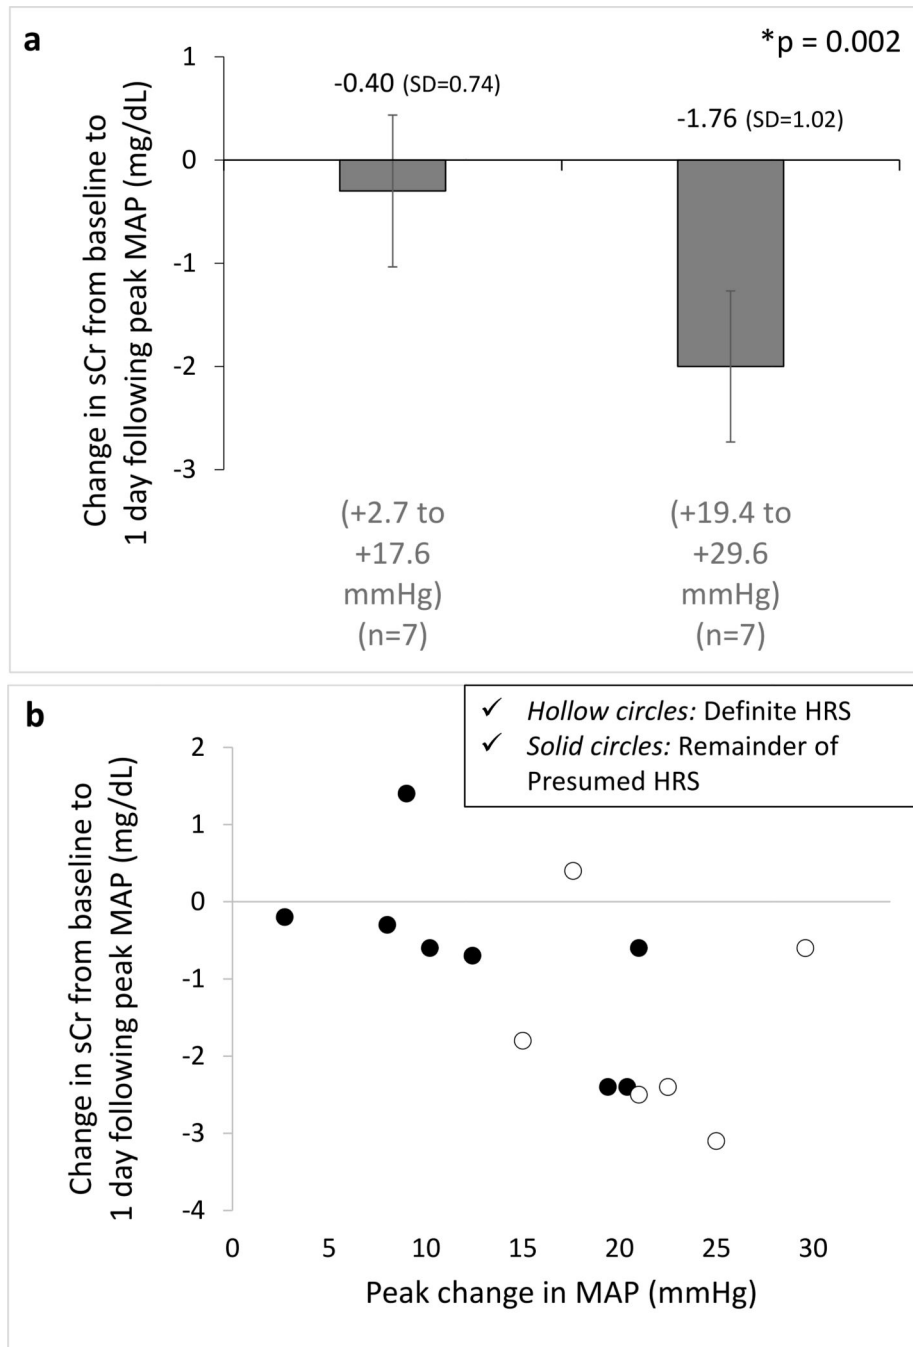 a
*p = 0.002
Change in sCr from baseline to
1 day following peak MAP (mg/dL)
1
0
-1
-2
-3
-0.40 (SD=0.74)
-1.76 (SD=1.02)
(+2.7 to
+17.6
mmHg)
(n=7)
(+19.4 to
+29.6
mmHg)
(n=7)
b
✓ Hollow circles: Definite HRS
✓ Solid circles: Remainder of
Presumed HRS
Change in sCr from baseline to
1 day following peak MAP (mg/dL)
2
1
0
-1
-2
-3
-4
0 5 10 15 20 25 30
Peak change in MAP (mmHg)